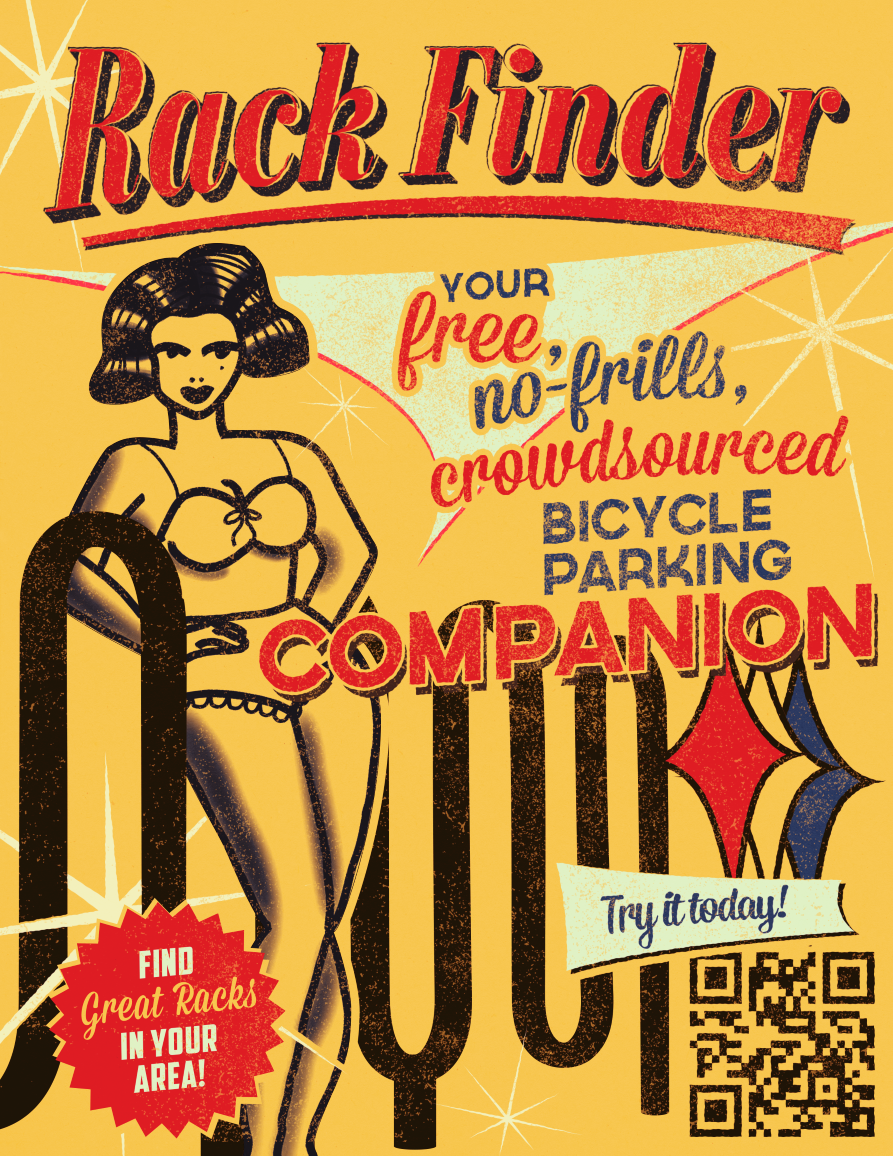 Rack Finder
YOUR
free,
no-frills,
crowdsourced
BICYCLE
PARKING
COMPANION
Try it today!
FIND
Great Racks
IN YOUR
AREA!